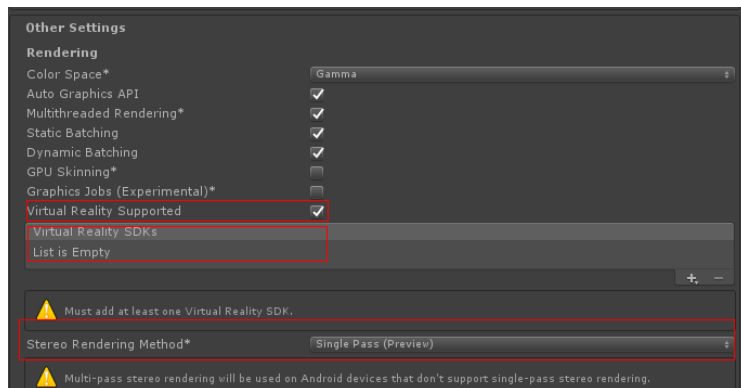 Other Settings
Rendering
Color Space* Gamma
Auto Graphics API
Multithreaded Rendering*
Static Batching
Dynamic Batching
GPU Skinning*
Graphics Jobs (Experimental)*
Virtual Reality Supported
Virtual Reality SDKs
List is Empty
Must add at least one Virtual Reality SDK.
Stereo Rendering Method* Single Pass (Preview)
Multi-pass stereo rendering will be used on Android devices that don't support single-pass stereo rendering.